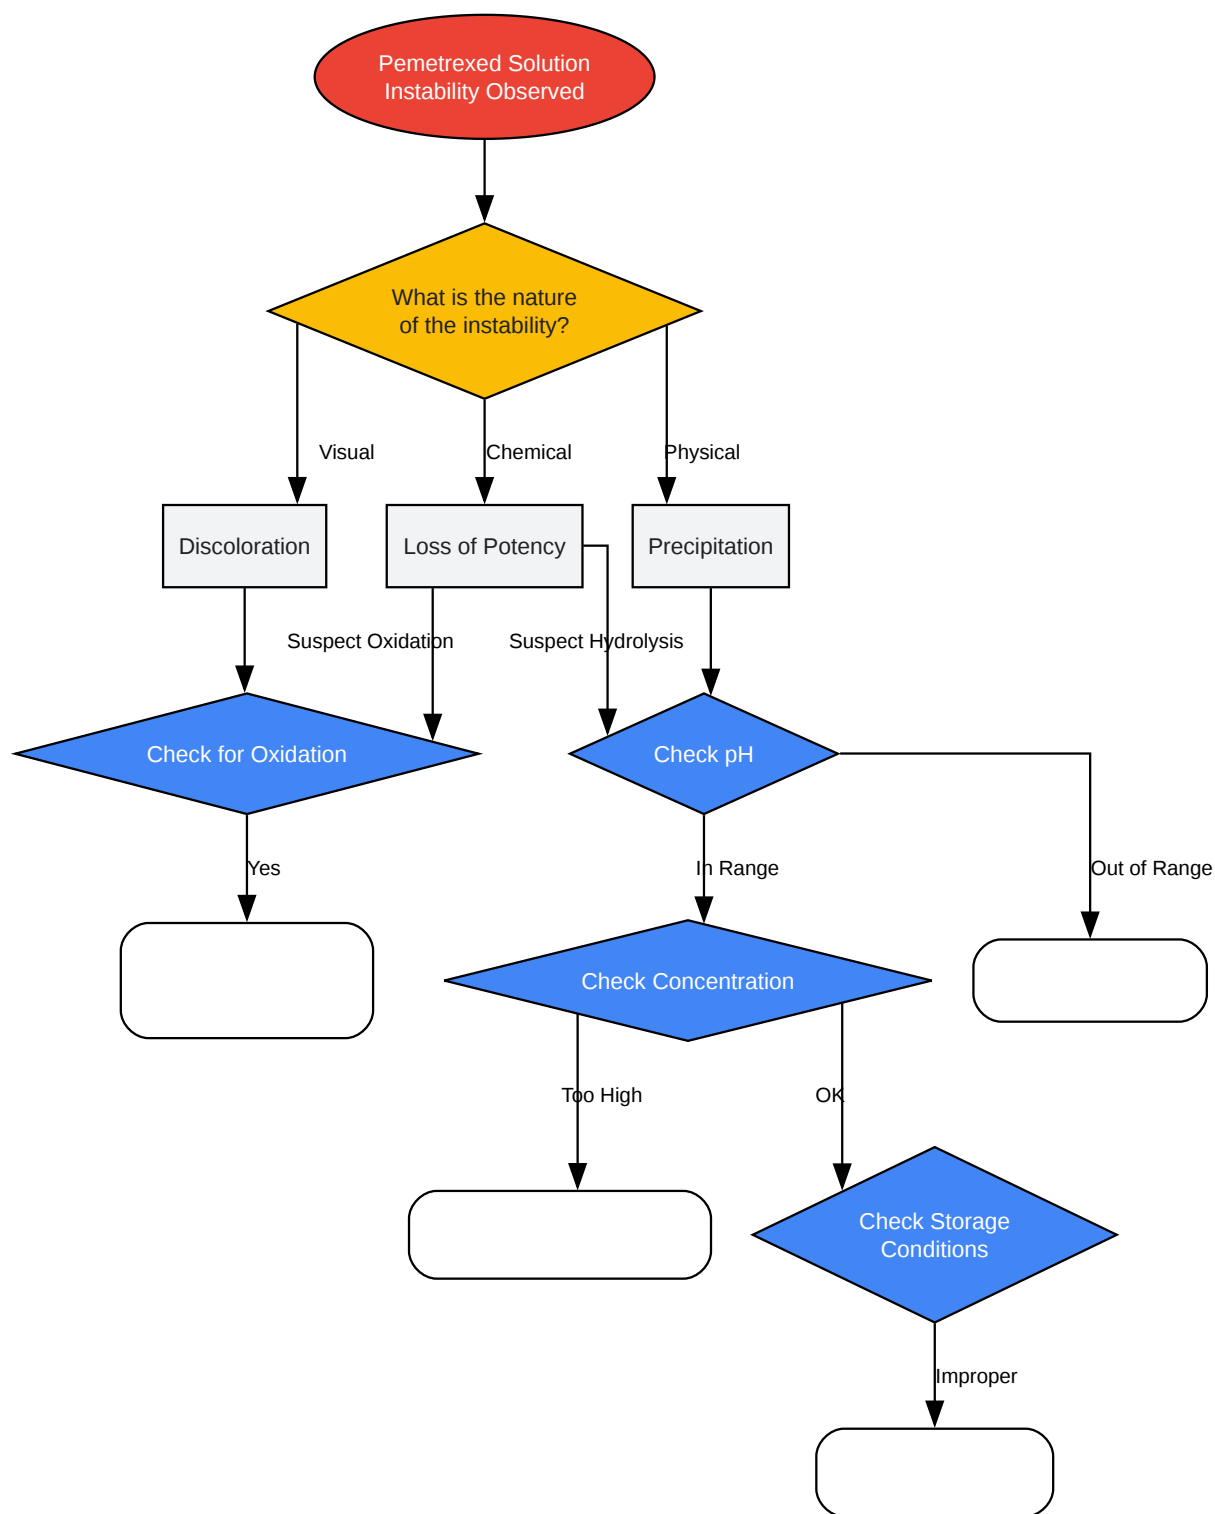 Pemetrexed Solution
Instability Observed
What is the nature
of the instability?
Visual
Chemical
Physical
Discoloration
Loss of Potency
Precipitation
Suspect Oxidation
Suspect Hydrolysis
Check for Oxidation
Check pH
Yes
In Range
Out of Range
Check Concentration
Too High
OK
Check Storage
Conditions
Improper